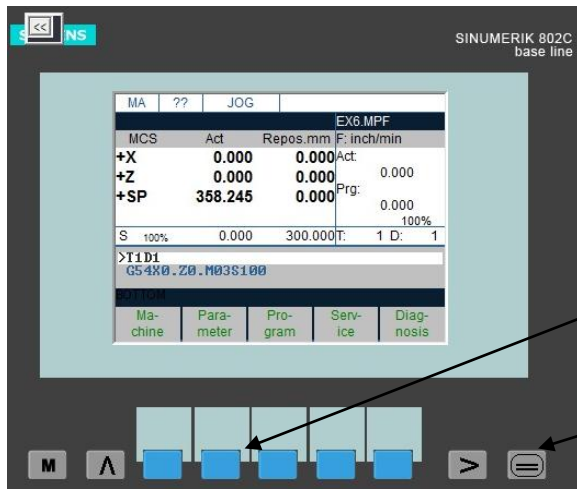 <<
NS
SINUMERIK 802C
base line
MA ?? JOG
EX6.MPF
MCS Act Repos.mm F: inch/min
+X 0.000 0.000 Act:
0.000
+Z 0.000 0.000
+SP 358.245 0.000 Prg:
0.000
100%
S 100% 0.000 300.000 T: 1 D: 1
>T1D1
G54X0.Z0.M03S100
BOTTOM
Ma-
chine
Para-
meter
Pro-
gram
Serv-
ice
Diag-
nosis
M Λ > =